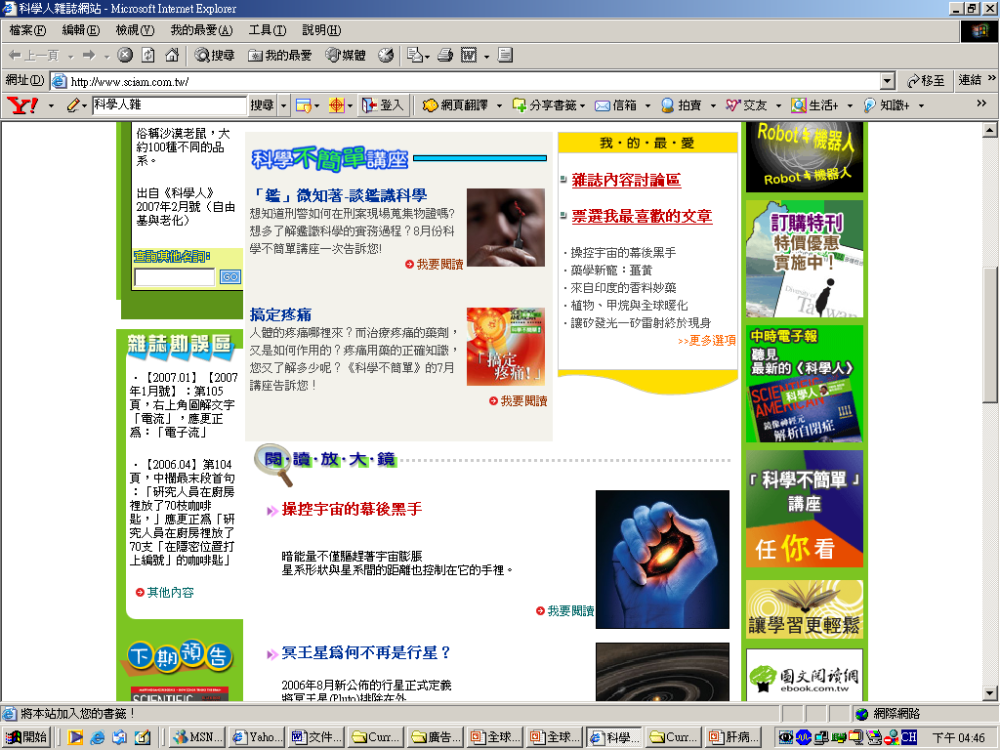 科學人雜誌網站 - Microsoft Internet Explorer
檔案(F) 編輯(E) 檢視(V) 我的最愛(A) 工具(T) 說明(H)
上一頁 搜尋 我的最愛 媒體
網址(D) http://www.sciam.com.tw/ 移至 連結 »
Y! 科學人雜 搜尋 登入 網頁翻譯 分享書籤 信箱 拍賣 交友 生活+ 知識+ »
俗稱沙漠老鼠，大
約100種不同的品
系。
出自《科學人》
2007年2月號〈自由
基與老化〉
查詢其他名詞：
GO
雜誌勘誤區
．【2007.01】【2007
年1月號】：第105
頁，右上角圖解文字
「電流」，應更正
為：「電子流」
．【2006.04】第104
頁，中欄最末段首句
：「研究人員在廚房
裡放了70枝咖啡
匙，」應更正為「研
究人員在廚房裡放了
70支「在隱密位置打
上編號」的咖啡匙」
其他內容
下期預告
SCIENTIFIC
科學不簡單講座
「鑑」微知著-談鑑識科學
想知道刑警如何在刑案現場蒐集物證嗎?
想多了解鑑識科學的實務過程？8月份科
學不簡單講座一次告訴您!
我要閱讀
搞定疼痛
人體的疼痛哪裡來？而治療疼痛的藥劑，
又是如何作用的？疼痛用藥的正確知識，
您又了解多少呢？《科學不簡單》的7月
講座告訴您！
「搞定
疼痛!」
我要閱讀
我‧的‧最‧愛
雜誌內容討論區
票選我最喜歡的文章
‧操控宇宙的幕後黑手
‧藥學新寵：薑黃
‧來自印度的香料妙藥
‧植物、甲烷與全球暖化
‧讓矽發光—矽雷射終於現身
>>更多選項
閱‧讀‧放‧大‧鏡
操控宇宙的幕後黑手
暗能量不僅驅趕著宇宙膨脹
星系形狀與星系間的距離也控制在它的手裡。
我要閱讀
冥王星為何不再是行星？
2006年8月新公佈的行星正式定義
將冥王星(Pluto)排除在外
Robot 機器人
Robot 機器人
訂購特刊
特價優惠
實施中！
Diversity of
Taiwan
中時電子報
聽見
最新的《科學人》
SCIENTIFIC
AMERICAN
科學人
鏡像神經元
解析自閉症
「科學不簡單」
講座
任你看
讓學習更輕鬆
圖文閱讀網
ebook.com.tw
將本站加入您的書籤！ 網際網路
開始 MSN... Yaho... 文件... Curr... 廣告... 全球... 全球... 科學... Curr... 肝病... CH 下午 04:46